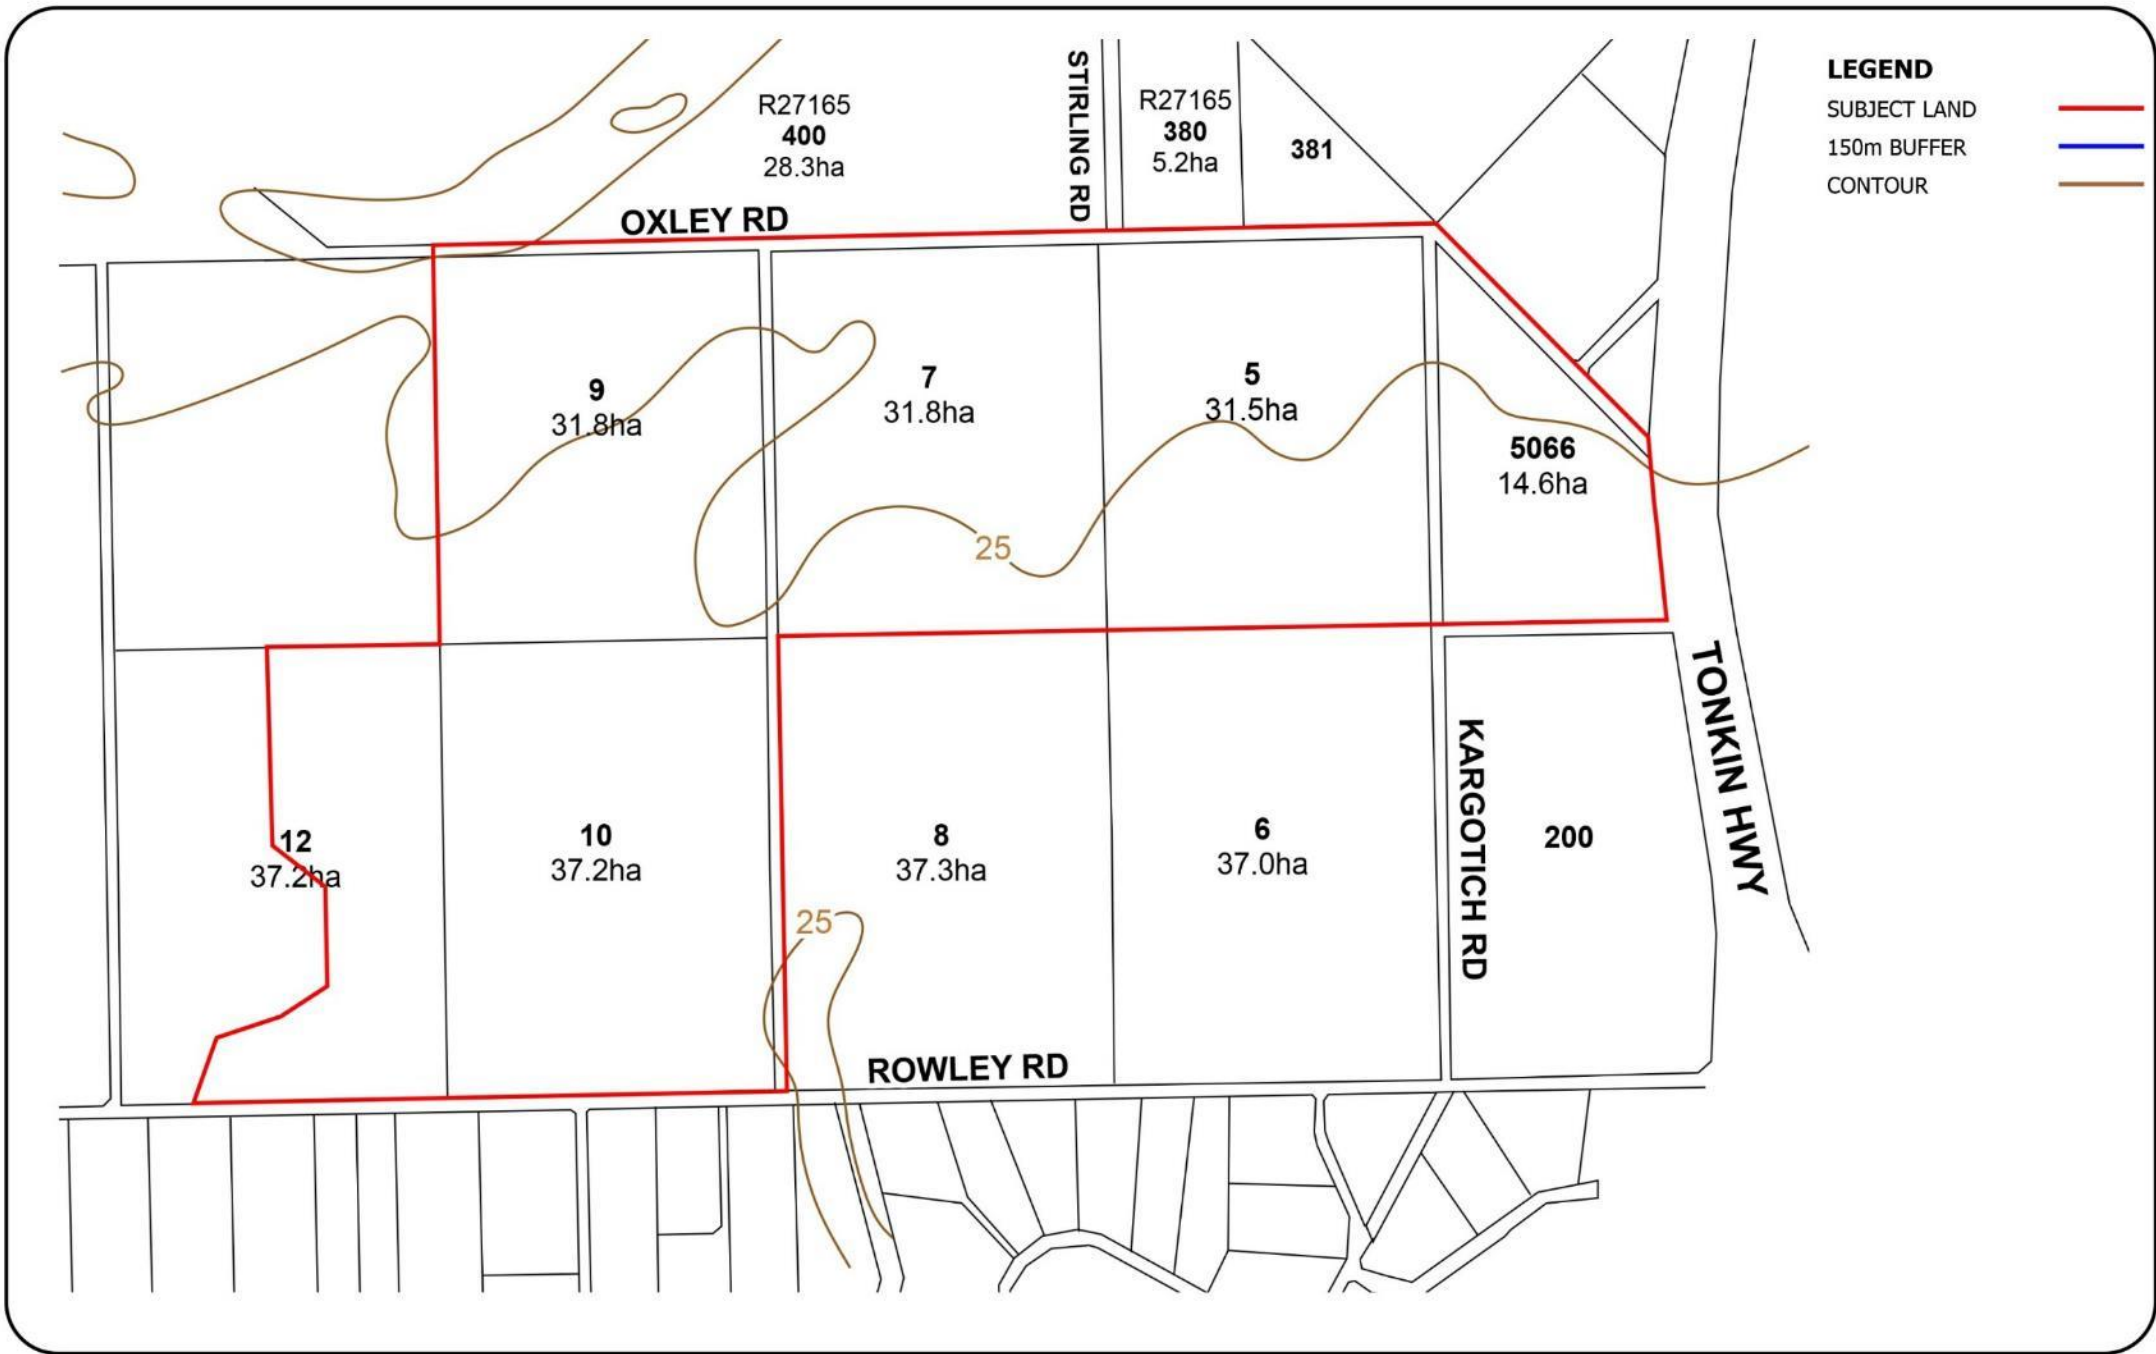 LEGEND
SUBJECT LAND
150m BUFFER
CONTOUR
R27165
400
28.3ha
STIRLING RD
R27165
380
5.2ha
381
OXLEY RD
9
31.8ha
7
31.8ha
5
31.5ha
5066
14.6ha
25
12
37.2ha
10
37.2ha
8
37.3ha
6
37.0ha
KARGOTICH RD
200
TONKIN HWY
25
ROWLEY RD